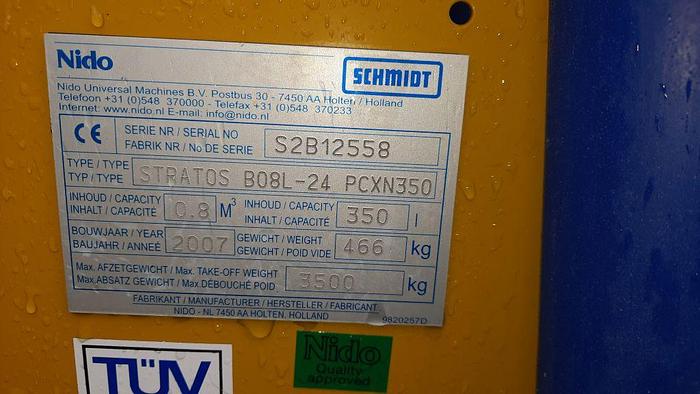 Nido
SCHMIDT
Nido Universal Machines B.V. Postbus 30 - 7450 AA Holten / Holland
Telefoon +31 (0)548 370000 - Telefax +31 (0)548 370233
Internet: www.nido.nl E-mail: info@nido.nl
CE SERIE NR / SERIAL NO
FABRIK NR / No DE SERIE
S2B12558
TYPE / TYPE
TYP / TYPE
STRATOS B08L-24 PCXN350
INHOUD / CAPACITY
INHALT / CAPACITÉ
0.8 M3
INHOUD / CAPACITY
INHALT / CAPACITÉ
350 l
BOUWJAAR / YEAR
BAUJAHR / ANNEÉ
2007
GEWICHT / WEIGHT
GEWICHT / POID VIDE
466 kg
Max. AFZETGEWICHT / Max. TAKE-OFF WEIGHT
Max. ABSATZ GEWICHT / Max DÉBOUCHÉ POID
3500 kg
FABRIKANT / MANUFACTURER / HERSTELLER / FABRICANT
NIDO - NL 7450 AA HOLTEN, HOLLAND
9820257D
TÜV
Nido
Quality
approved